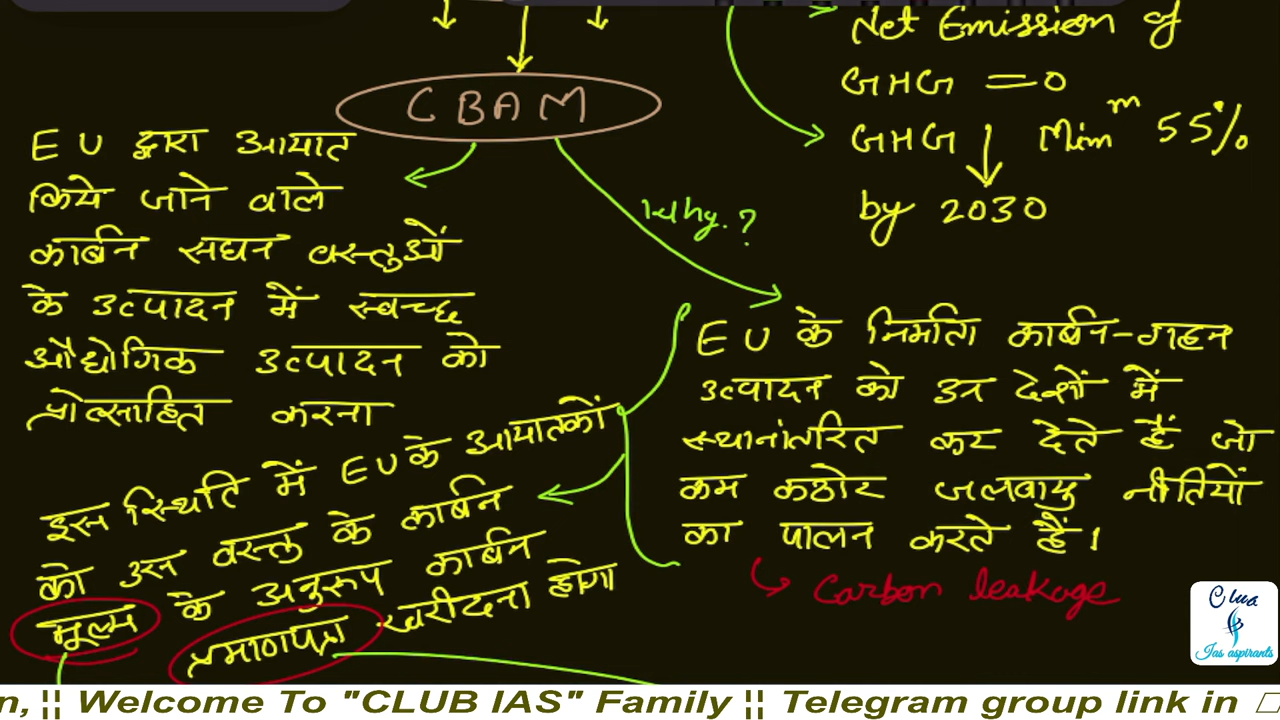 Net Emission of
GHG = 0
GHG ↓ Minᵐ 55%
by 2030
CBAM
EU द्वारा आयात
किये जाने वाले
कार्बन सघन वस्तुओं
के उत्पादन में स्वच्छ
औद्योगिक उत्पादन को
प्रोत्साहित करना
Why.?
EU के निर्माता कार्बन-गहन
उत्पादन को उन देशों में
स्थानांतरित कर देते हैं जो
कम कठोर जलवायु नीतियों
का पालन करते हैं।
Carbon leakage
इस स्थिति में EU के आयातकों
को उस वस्तु के कार्बन
मूल्य के अनुरूप कार्बन
प्रमाणपत्र खरीदना होगा
Club
Ias aspirants
n, ¦¦ Welcome To "CLUB IAS" Family ¦¦ Telegram group link in □